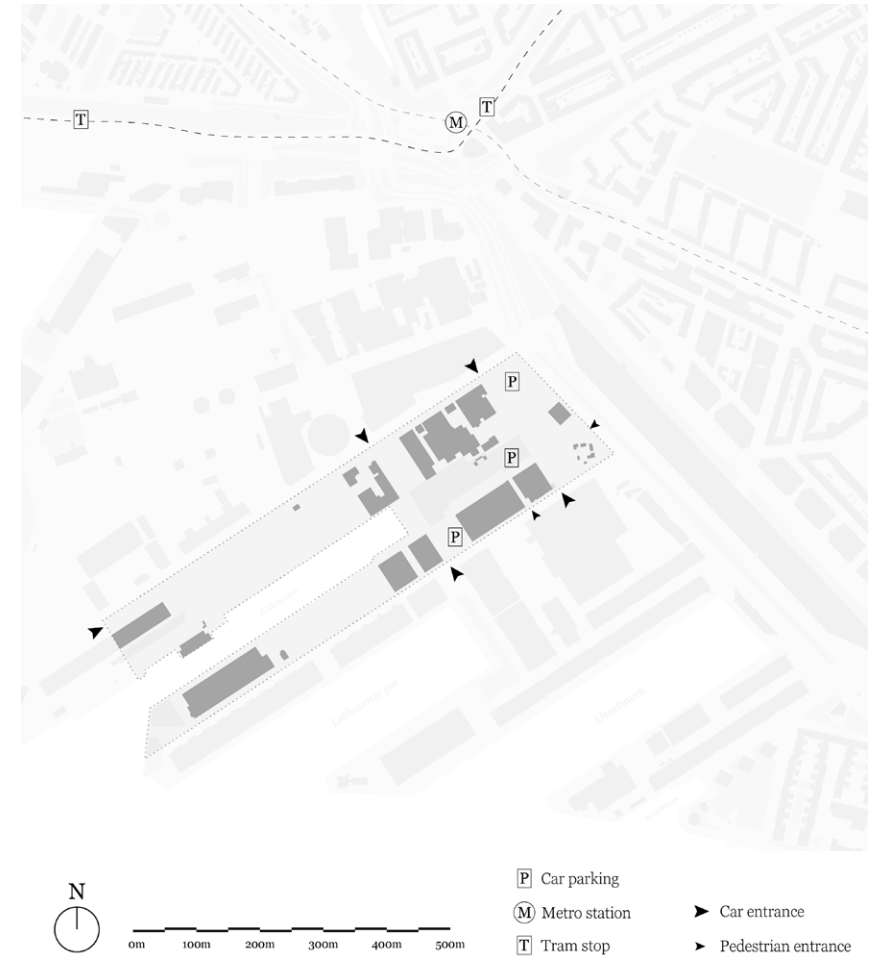 T
T
M
P
P
P
N
0m 100m 200m 300m 400m 500m
P Car parking
M Metro station
T Tram stop
Car entrance
Pedestrian entrance